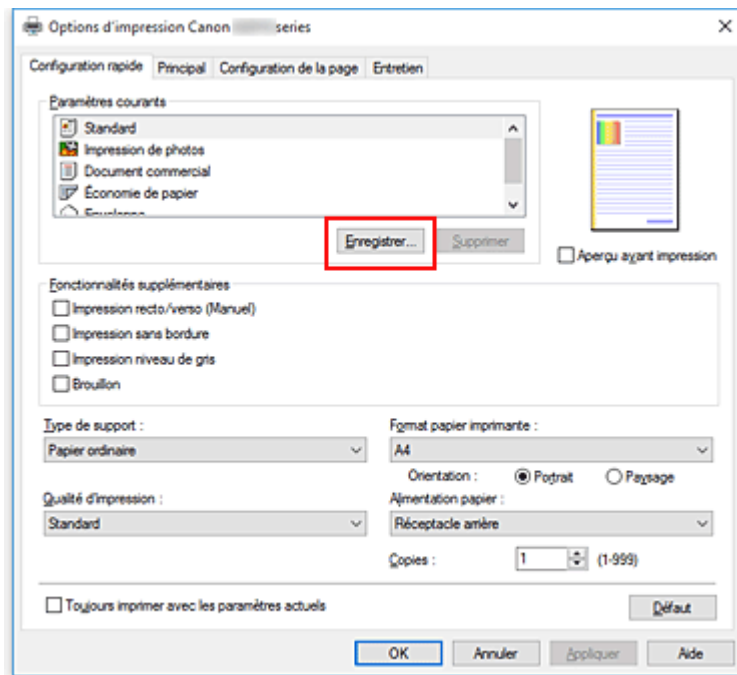 Options d'impression Canon series
Configuration rapide Principal Configuration de la page Entretien
Paramètres courants
Standard
Impression de photos
Document commercial
Économie de papier
Enregistrer... Supprimer
Aperçu avant impression
Fonctionnalités supplémentaires
Impression recto/verso (Manuel)
Impression sans bordure
Impression niveau de gris
Brouillon
Type de support :
Papier ordinaire
Format papier imprimante :
A4
Orientation : Portrait Paysage
Qualité d'impression :
Standard
Alimentation papier :
Réceptacle arrière
Copies : 1 (1-999)
Toujours imprimer avec les paramètres actuels
Défaut
OK Annuler Appliquer Aide